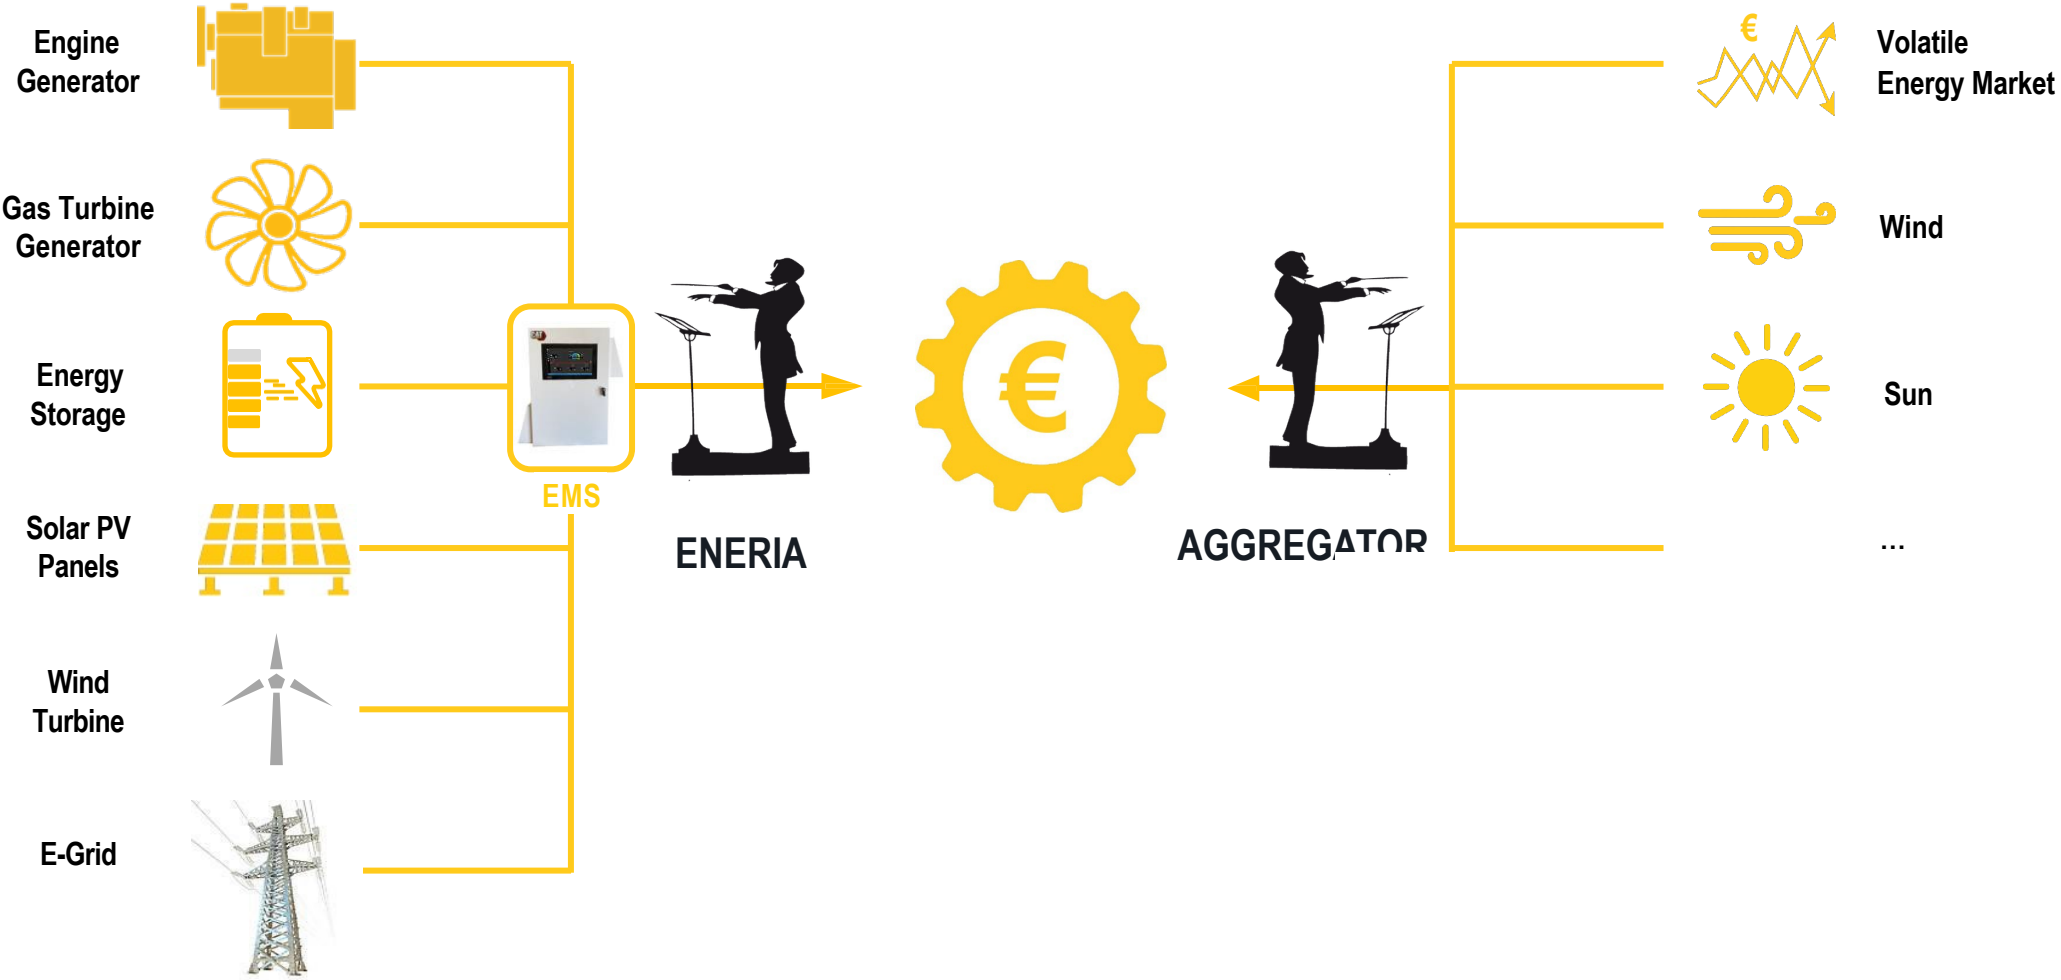 Engine
Generator
Gas Turbine
Generator
Energy
Storage
Solar PV
Panels
Wind
Turbine
E-Grid
EMS
ENERIA
€
AGGREGATOR
€
Volatile
Energy Market
Wind
Sun
...